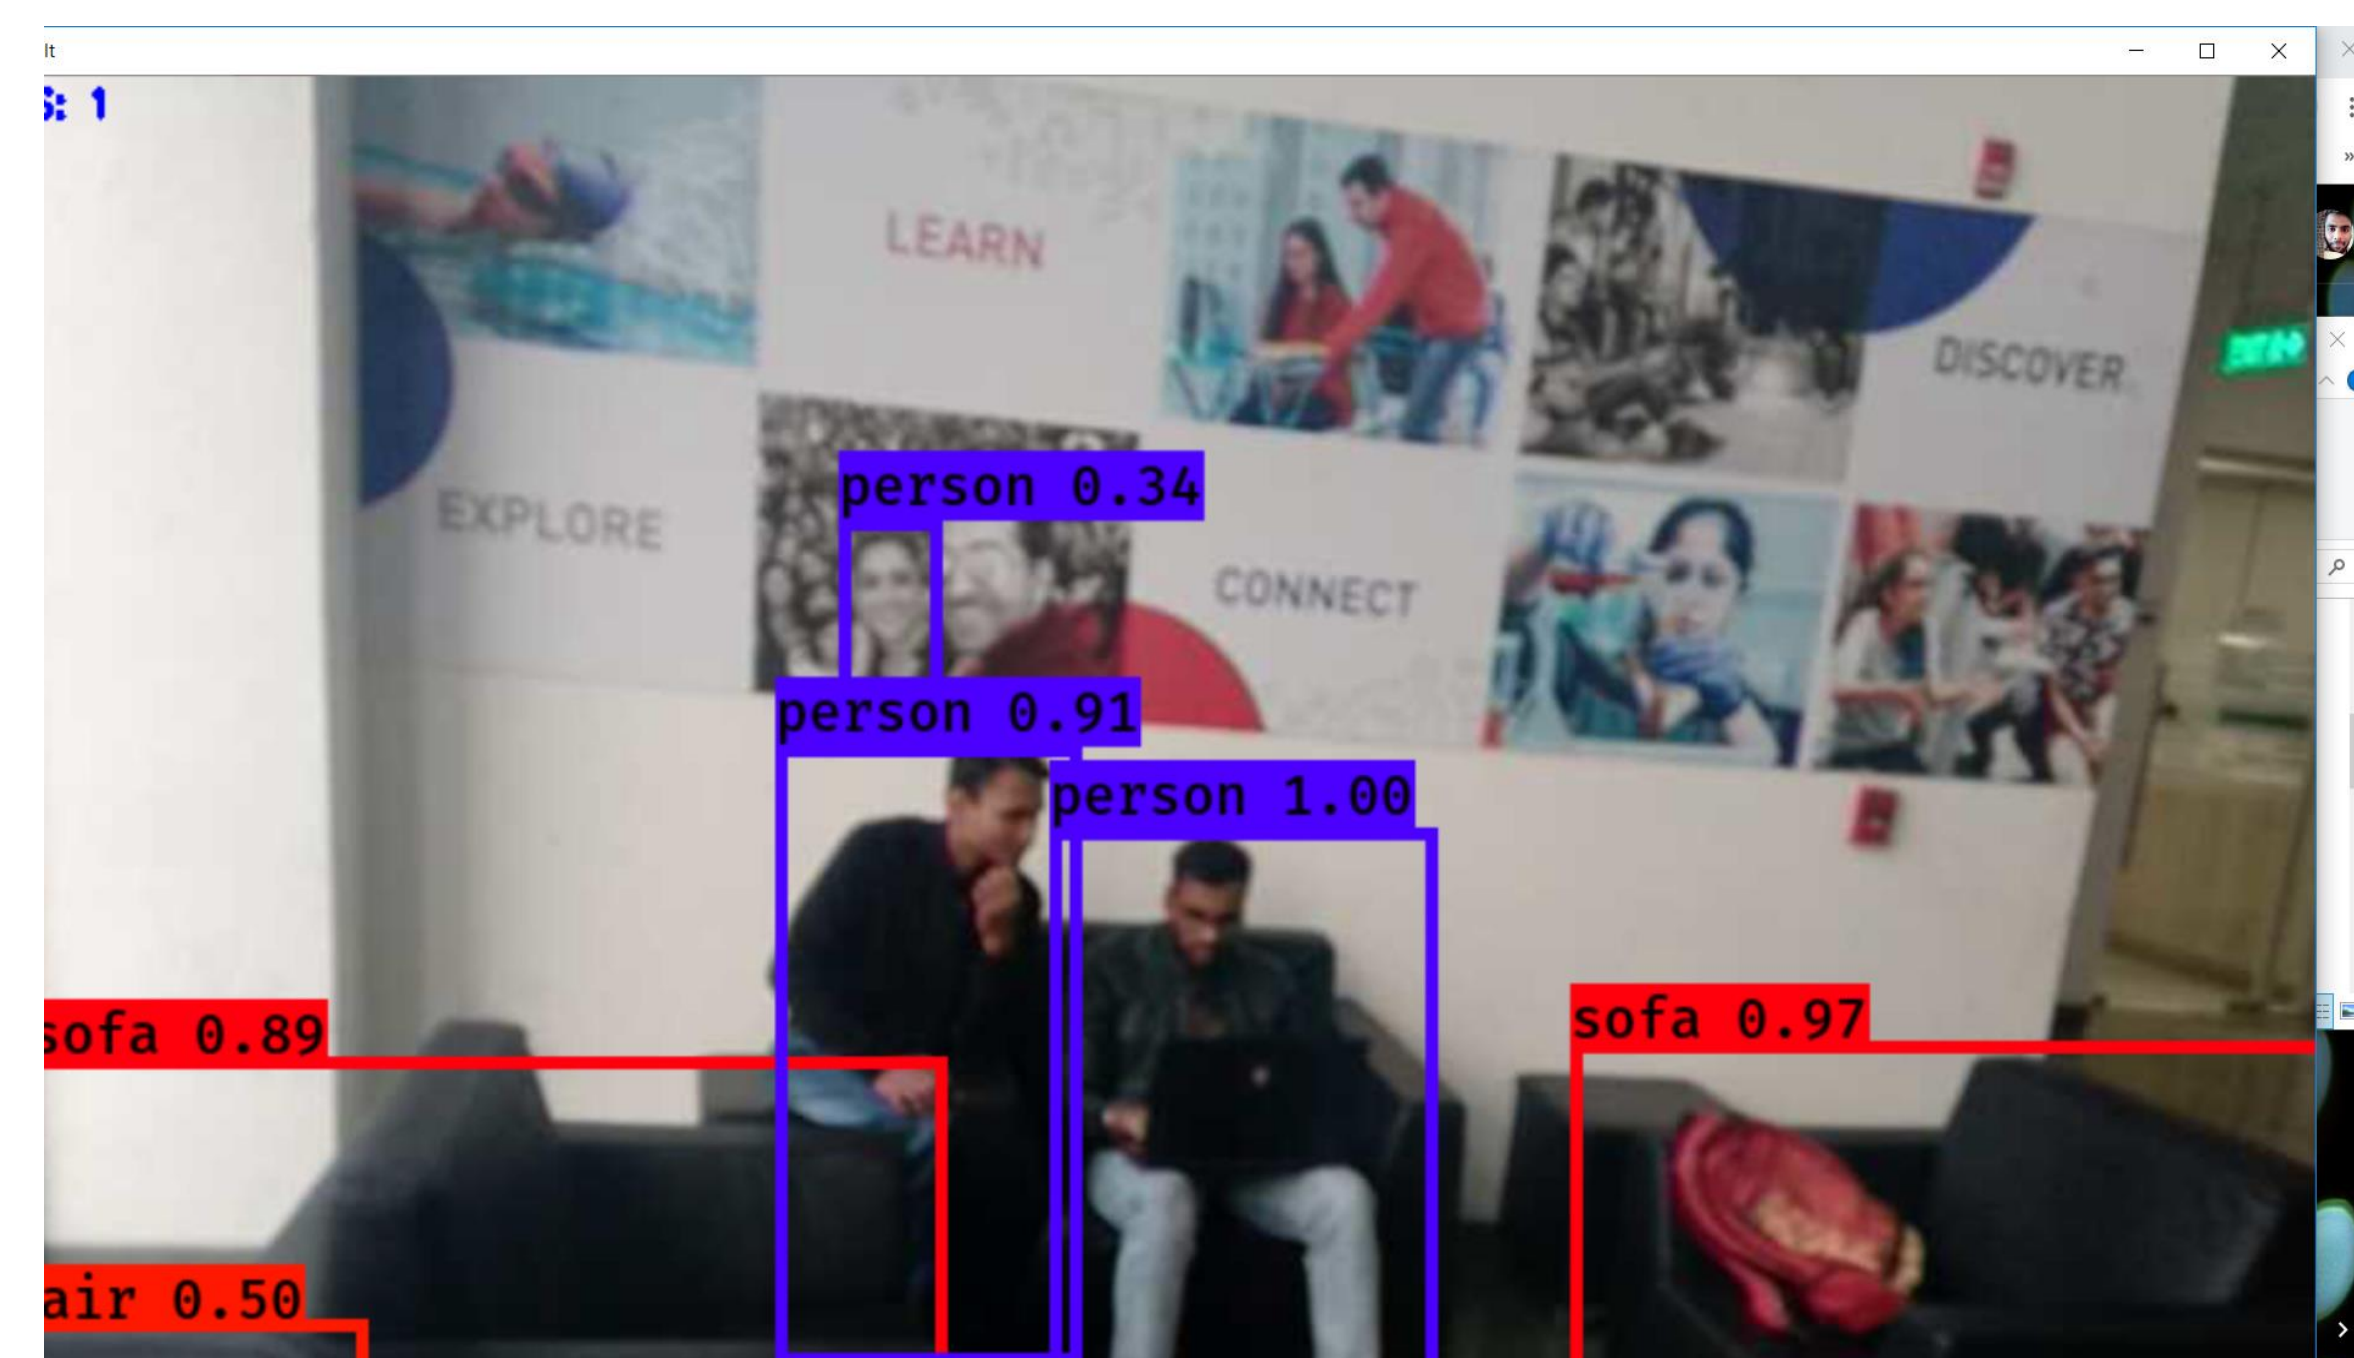 lt
S: 1
LEARN
DISCOVER
EXPLORE
person 0.34
CONNECT
person 0.91
person 1.00
sofa 0.89
sofa 0.97
air 0.50